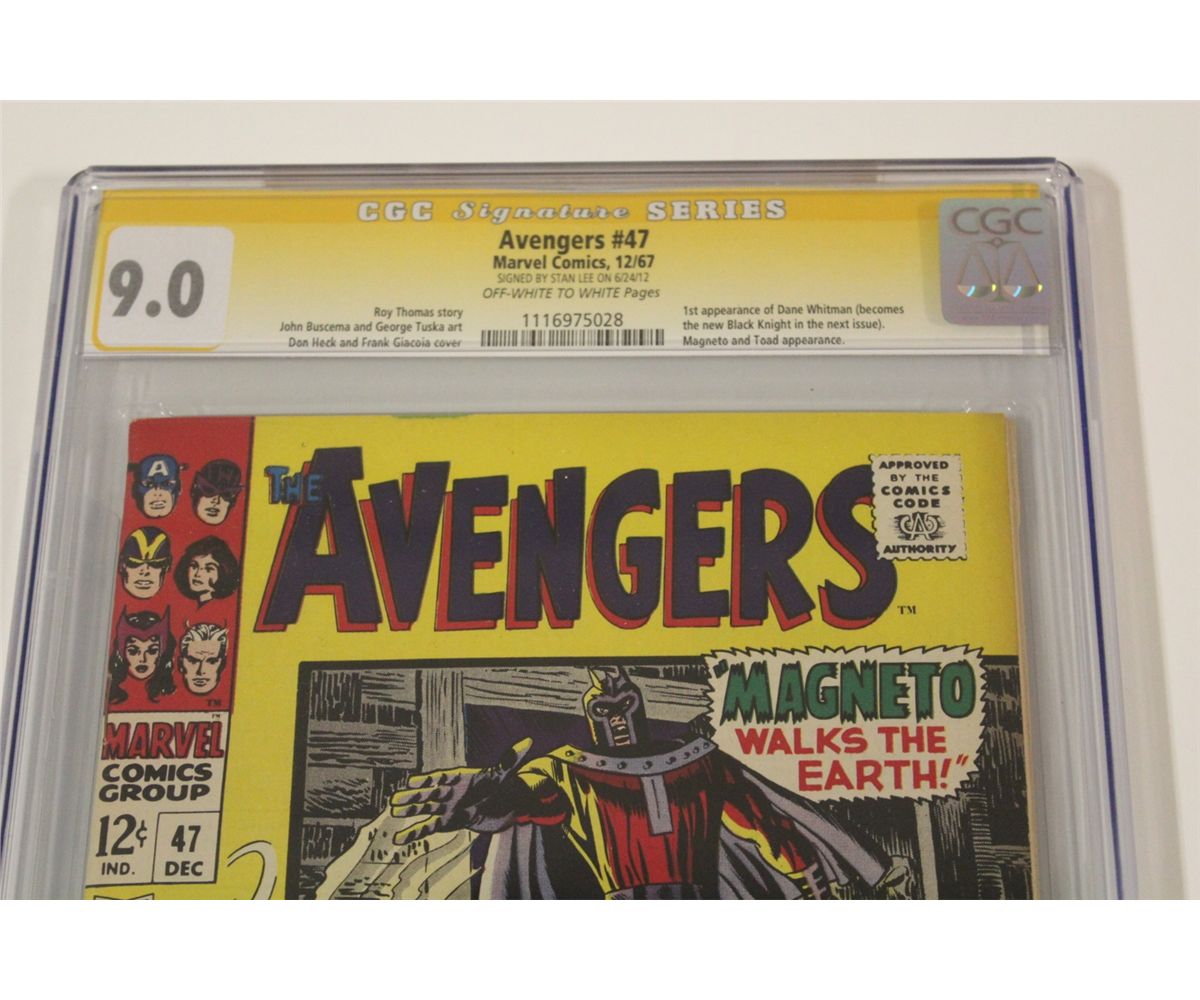 CGC Signature SERIES
CGC
9.0
Avengers #47
Marvel Comics, 12/67
SIGNED BY STAN LEE ON 6/24/12
OFF-WHITE TO WHITE Pages
Roy Thomas story
John Buscema and George Tuska art
Don Heck and Frank Giacoia cover
1116975028
1st appearance of Dane Whitman (becomes
the new Black Knight in the next issue).
Magneto and Toad appearance.
A
THE AVENGERS
TM
APPROVED
BY THE
COMICS
CODE
CA
AUTHORITY
TM
TM
MARVEL
COMICS
GROUP
12¢
IND.
47
DEC
"MAGNETO
WALKS THE
EARTH!"